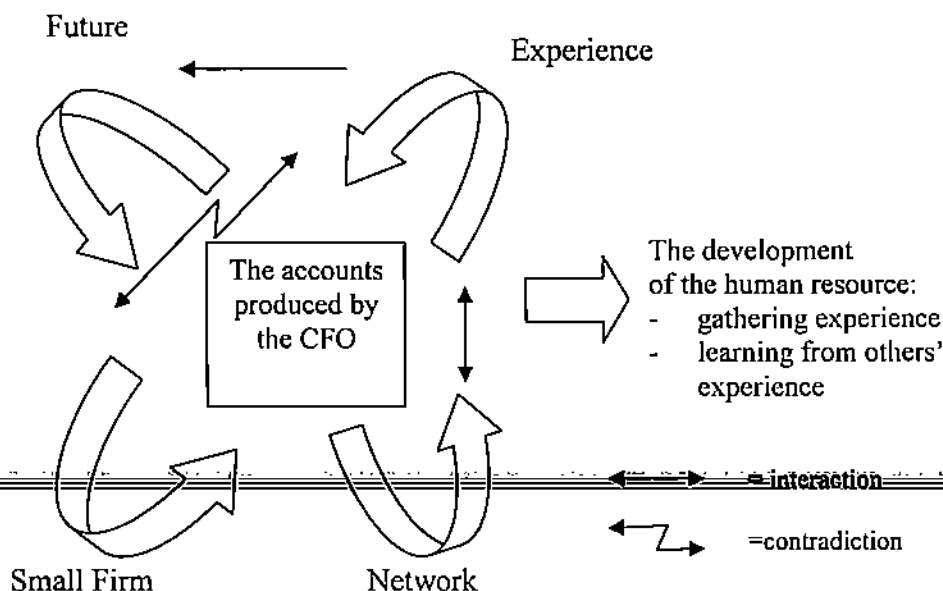 Future
Experience
The accounts
produced by
the CFO
The development
of the human resource:
- gathering experience
- learning from others’
experience
= interaction
=contradiction
Small Firm
Network